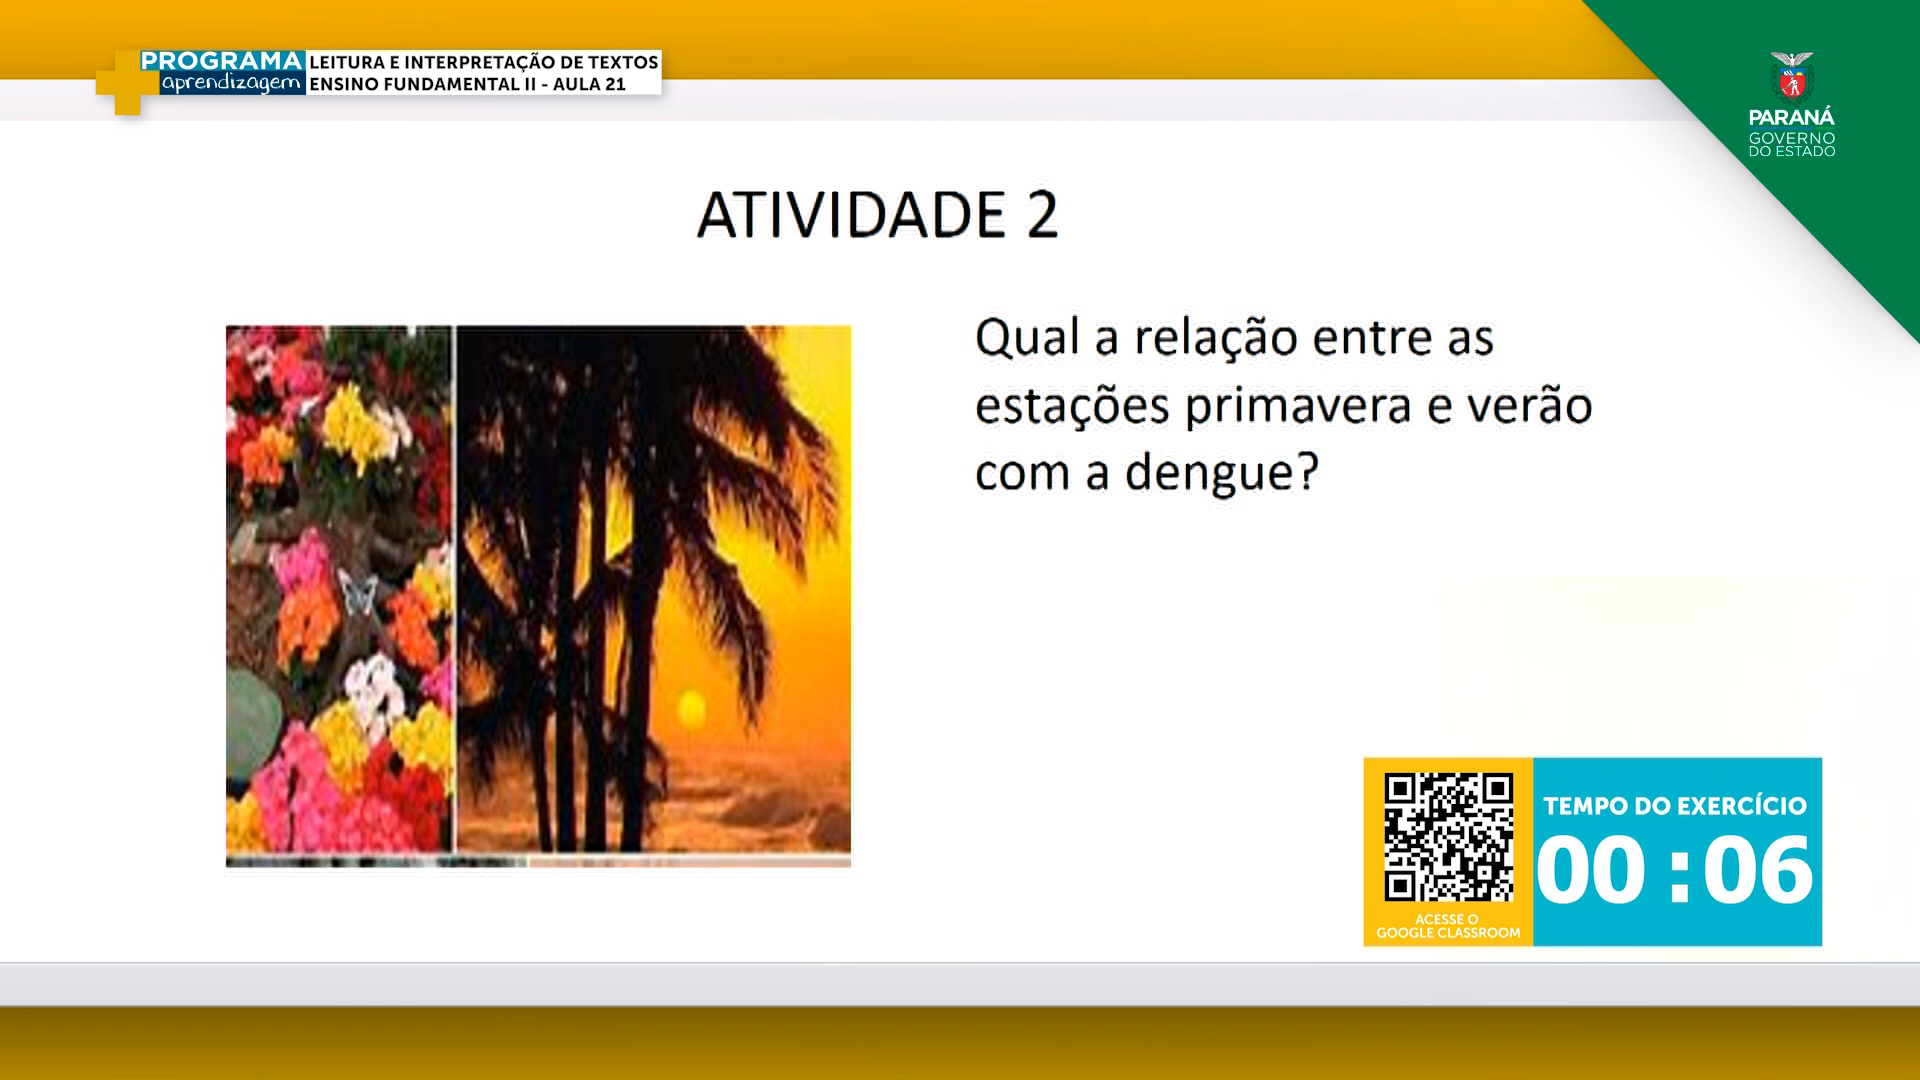 PROGRAMA
aprendizagem
LEITURA E INTERPRETAÇÃO DE TEXTOS
ENSINO FUNDAMENTAL II - AULA 21
PARANÁ
GOVERNO
DO ESTADO
ATIVIDADE 2
Qual a relação entre as
estações primavera e verão
com a dengue?
TEMPO DO EXERCÍCIO
00:06
ACESSE O
GOOGLE CLASSROOM